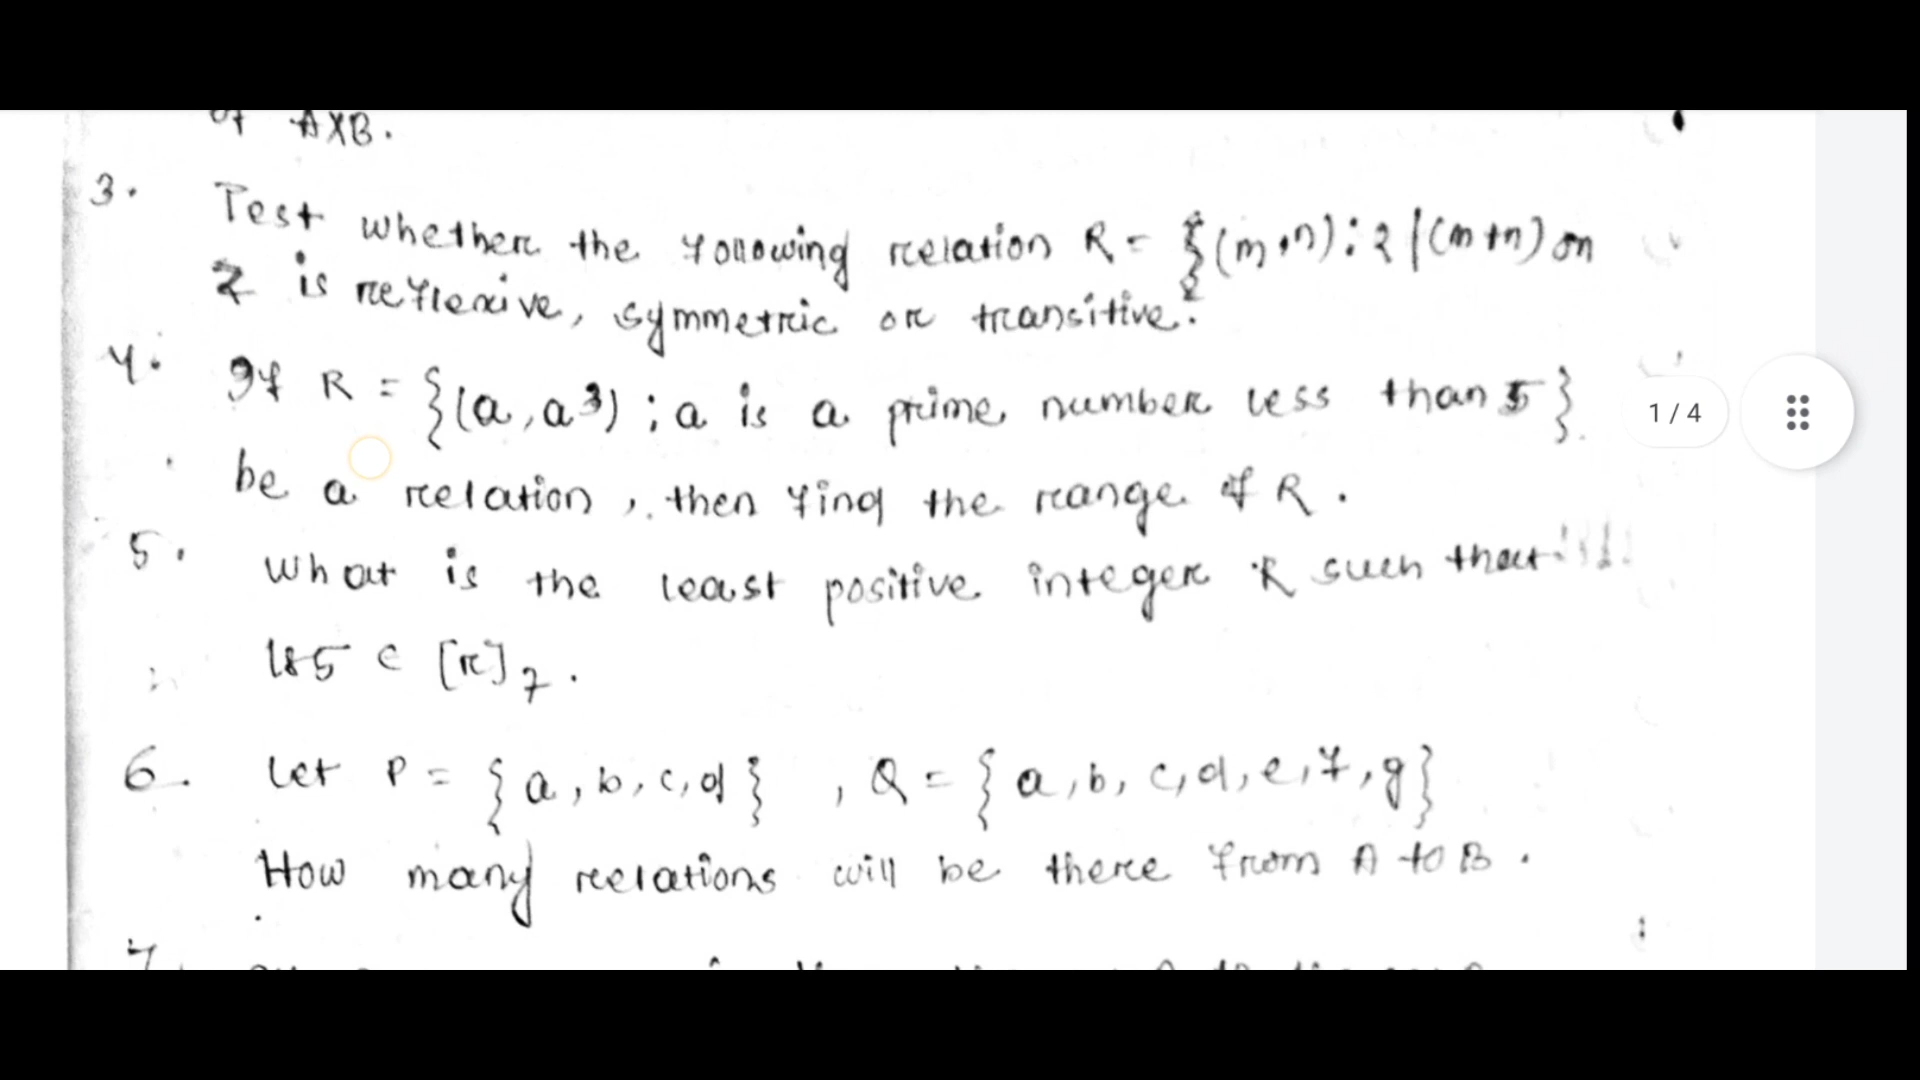 of A×B.
3. Test whether the following relation R = {(m,n): 2|(m+n) on
Z is reflexive, symmetric or transitive.
4. If R = {(a, a³) ; a is a prime number less than 5}
be a relation, then find the range of R.
1 / 4
5. What is the least positive integer R such that
185 ∈ [r]₇.
6. Let P = {a, b, c, d} , Q = {a, b, c, d, e, f, g}
How many relations will be there from A to B.
7.